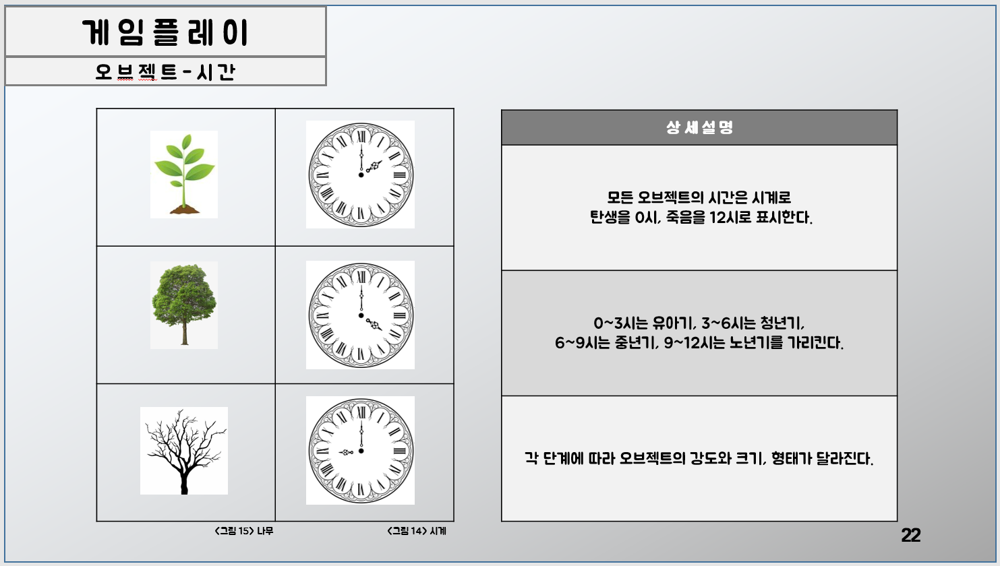 게임플레이
오브젝트-시간
상세설명
모든 오브젝트의 시간은 시계로
탄생을 0시, 죽음을 12시로 표시한다.
0~3시는 유아기, 3~6시는 청년기,
6~9시는 중년기, 9~12시는 노년기를 가리킨다.
각 단계에 따라 오브젝트의 강도와 크기, 형태가 달라진다.
<그림 15> 나무
<그림 14> 시계
22